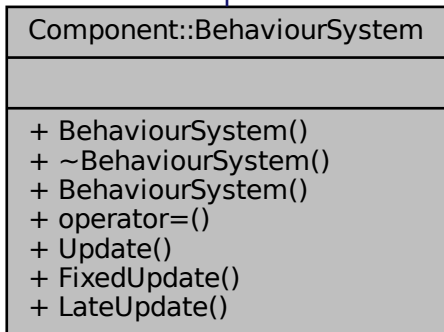 Component::BehaviourSystem
+ BehaviourSystem()
+ ~BehaviourSystem()
+ BehaviourSystem()
+ operator=()
+ Update()
+ FixedUpdate()
+ LateUpdate()